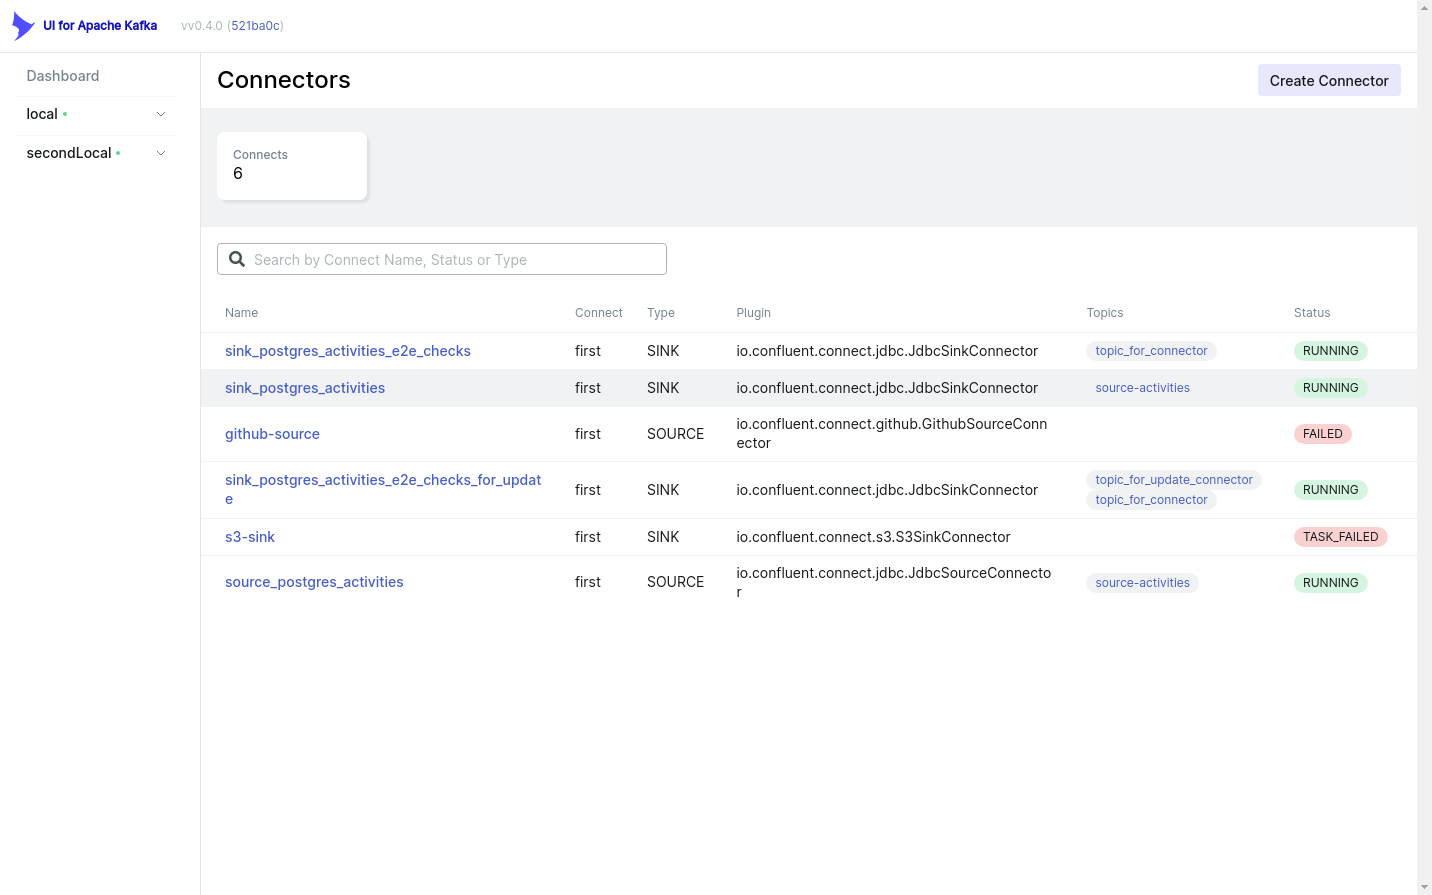 UI for Apache Kafka
vv0.4.0 (521ba0c)
Dashboard
local
secondLocal
Connectors
Create Connector
Connects
6
Search by Connect Name, Status or Type
Name Connect Type Plugin Topics Status
sink_postgres_activities_e2e_checks first SINK io.confluent.connect.jdbc.JdbcSinkConnector topic_for_connector RUNNING
sink_postgres_activities first SINK io.confluent.connect.jdbc.JdbcSinkConnector source-activities RUNNING
github-source first SOURCE io.confluent.connect.github.GithubSourceConn
ector
FAILED
sink_postgres_activities_e2e_checks_for_updat
e
first SINK io.confluent.connect.jdbc.JdbcSinkConnector
topic_for_update_connector
topic_for_connector
RUNNING
s3-sink first SINK io.confluent.connect.s3.S3SinkConnector TASK_FAILED
source_postgres_activities first SOURCE io.confluent.connect.jdbc.JdbcSourceConnecto
r
source-activities RUNNING